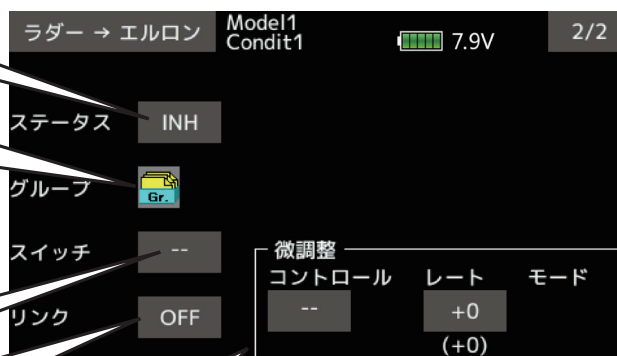 ラダー → エルロン
Model1
Condit1
7.9V
2/2
ステータス INH
グループ Gr.
スイッチ --
リンク OFF
微調整
コントロール レート モード
-- +0
(+0)